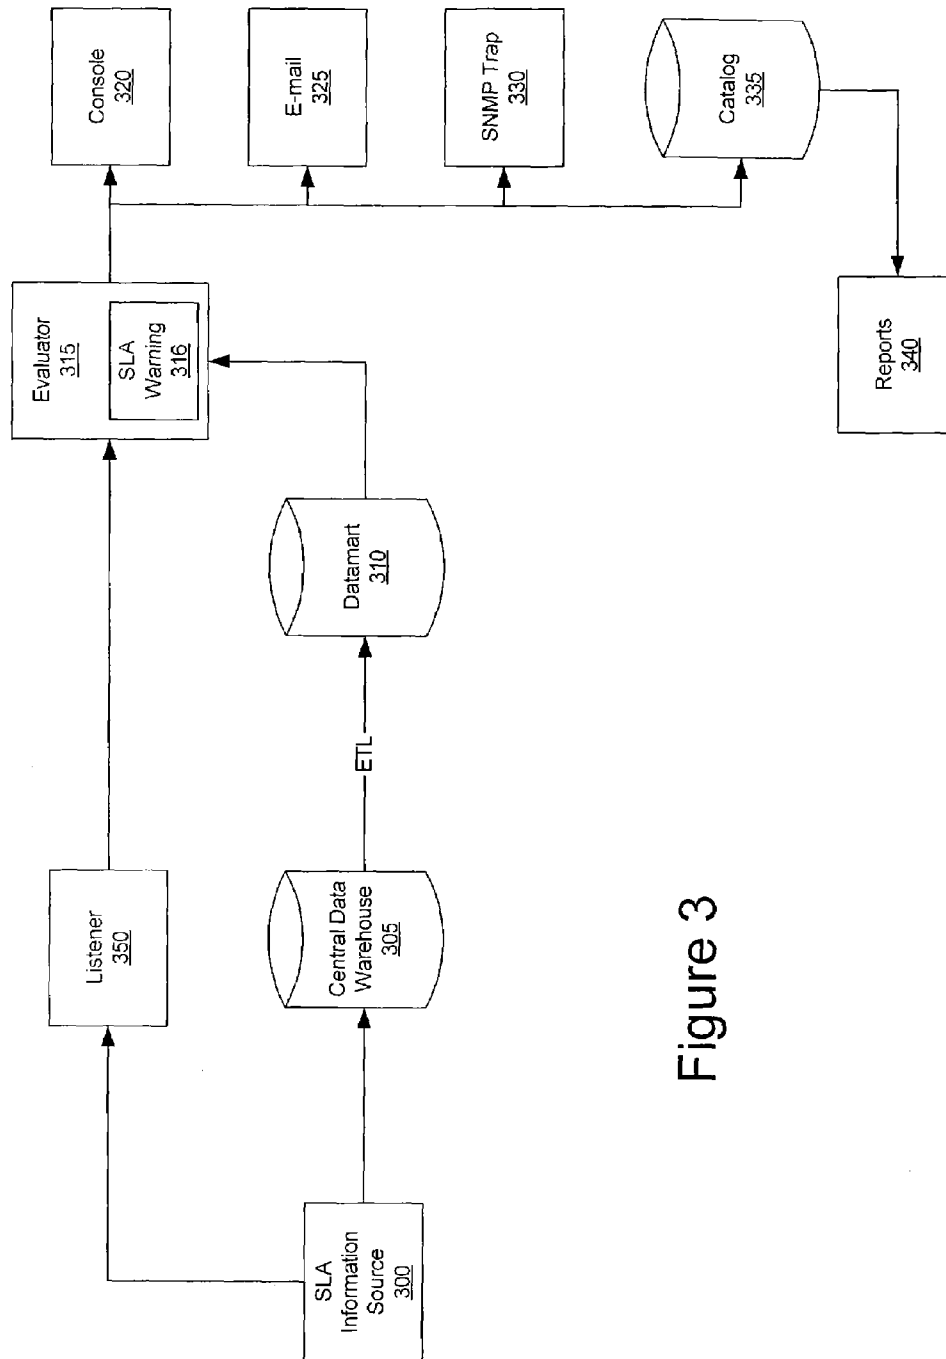 SLA
Information
Source
300
Listener
350
Central Data
Warehouse
305
ETL
Datamart
310
Evaluator
315
SLA
Warning
316
Console
320
E-mail
325
SNMP Trap
330
Catalog
335
Reports
340
Figure 3